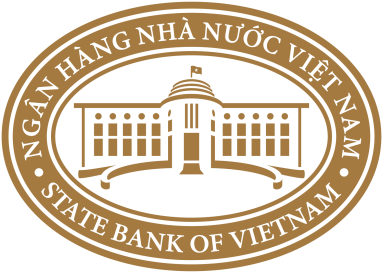 NGÂN HÀNG NHÀ NƯỚC VIỆT NAM
STATE BANK OF VIETNAM